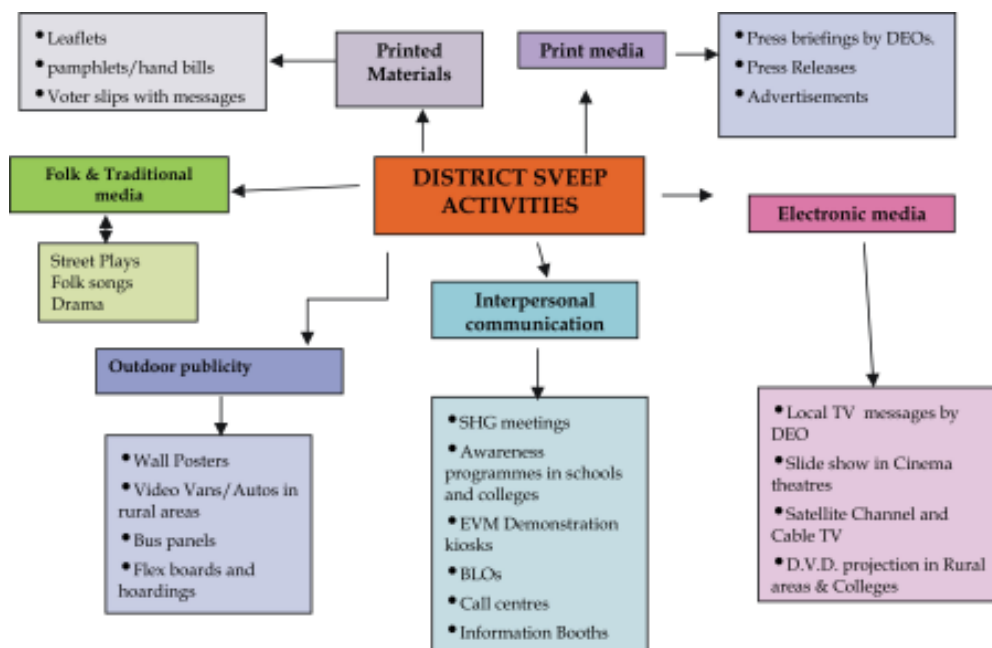 • Leaflets
• pamphlets/hand bills
• Voter slips with messages
Printed
Materials
Print media
• Press briefings by DEOs.
• Press Releases
• Advertisements
Folk & Traditional
media
DISTRICT SVEEP
ACTIVITIES
Electronic media
Street Plays
Folk songs
Drama
Interpersonal
communication
Outdoor publicity
• Wall Posters
• Video Vans/Autos in
rural areas
• Bus panels
• Flex boards and
hoardings
• SHG meetings
• Awareness
programmes in schools
and colleges
• EVM Demonstration
kiosks
• BLOs
• Call centres
• Information Booths
• Local TV messages by
DEO
• Slide show in Cinema
theatres
• Satellite Channel and
Cable TV
• D.V.D. projection in Rural
areas & Colleges